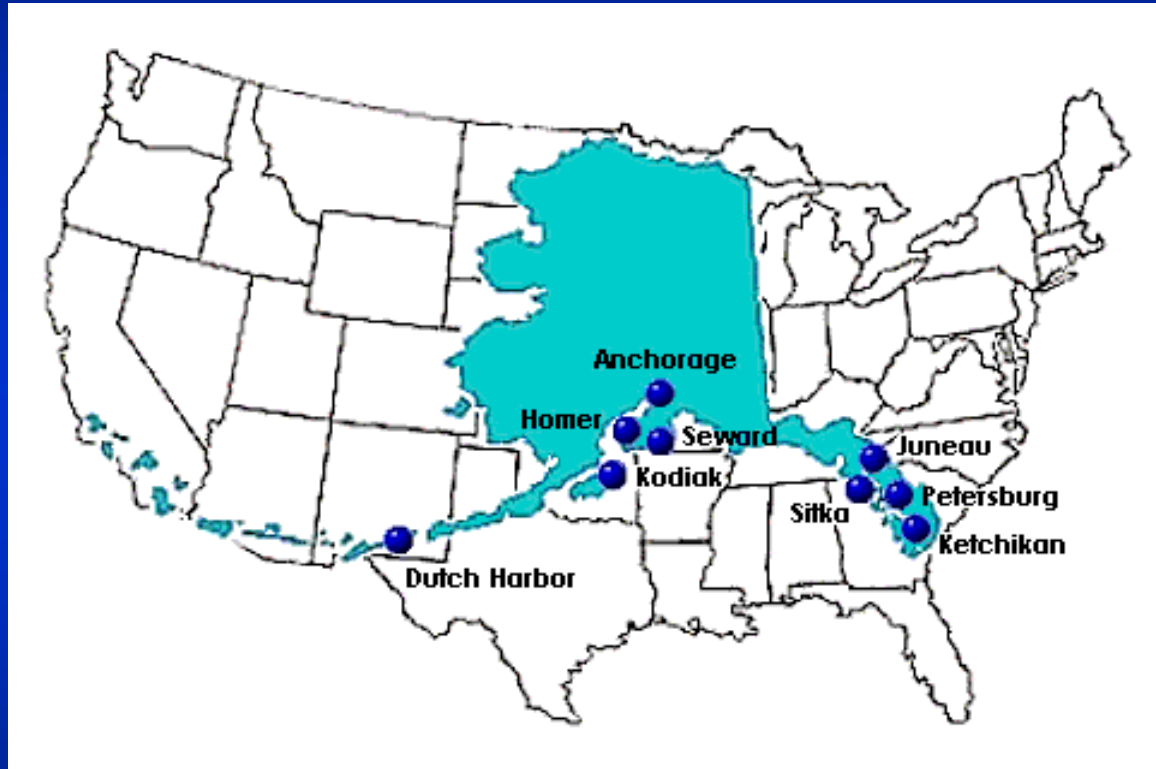 Anchorage
Homer
Seward
Juneau
Kodiak
Petersburg
Sitka
Ketchikan
Dutch Harbor